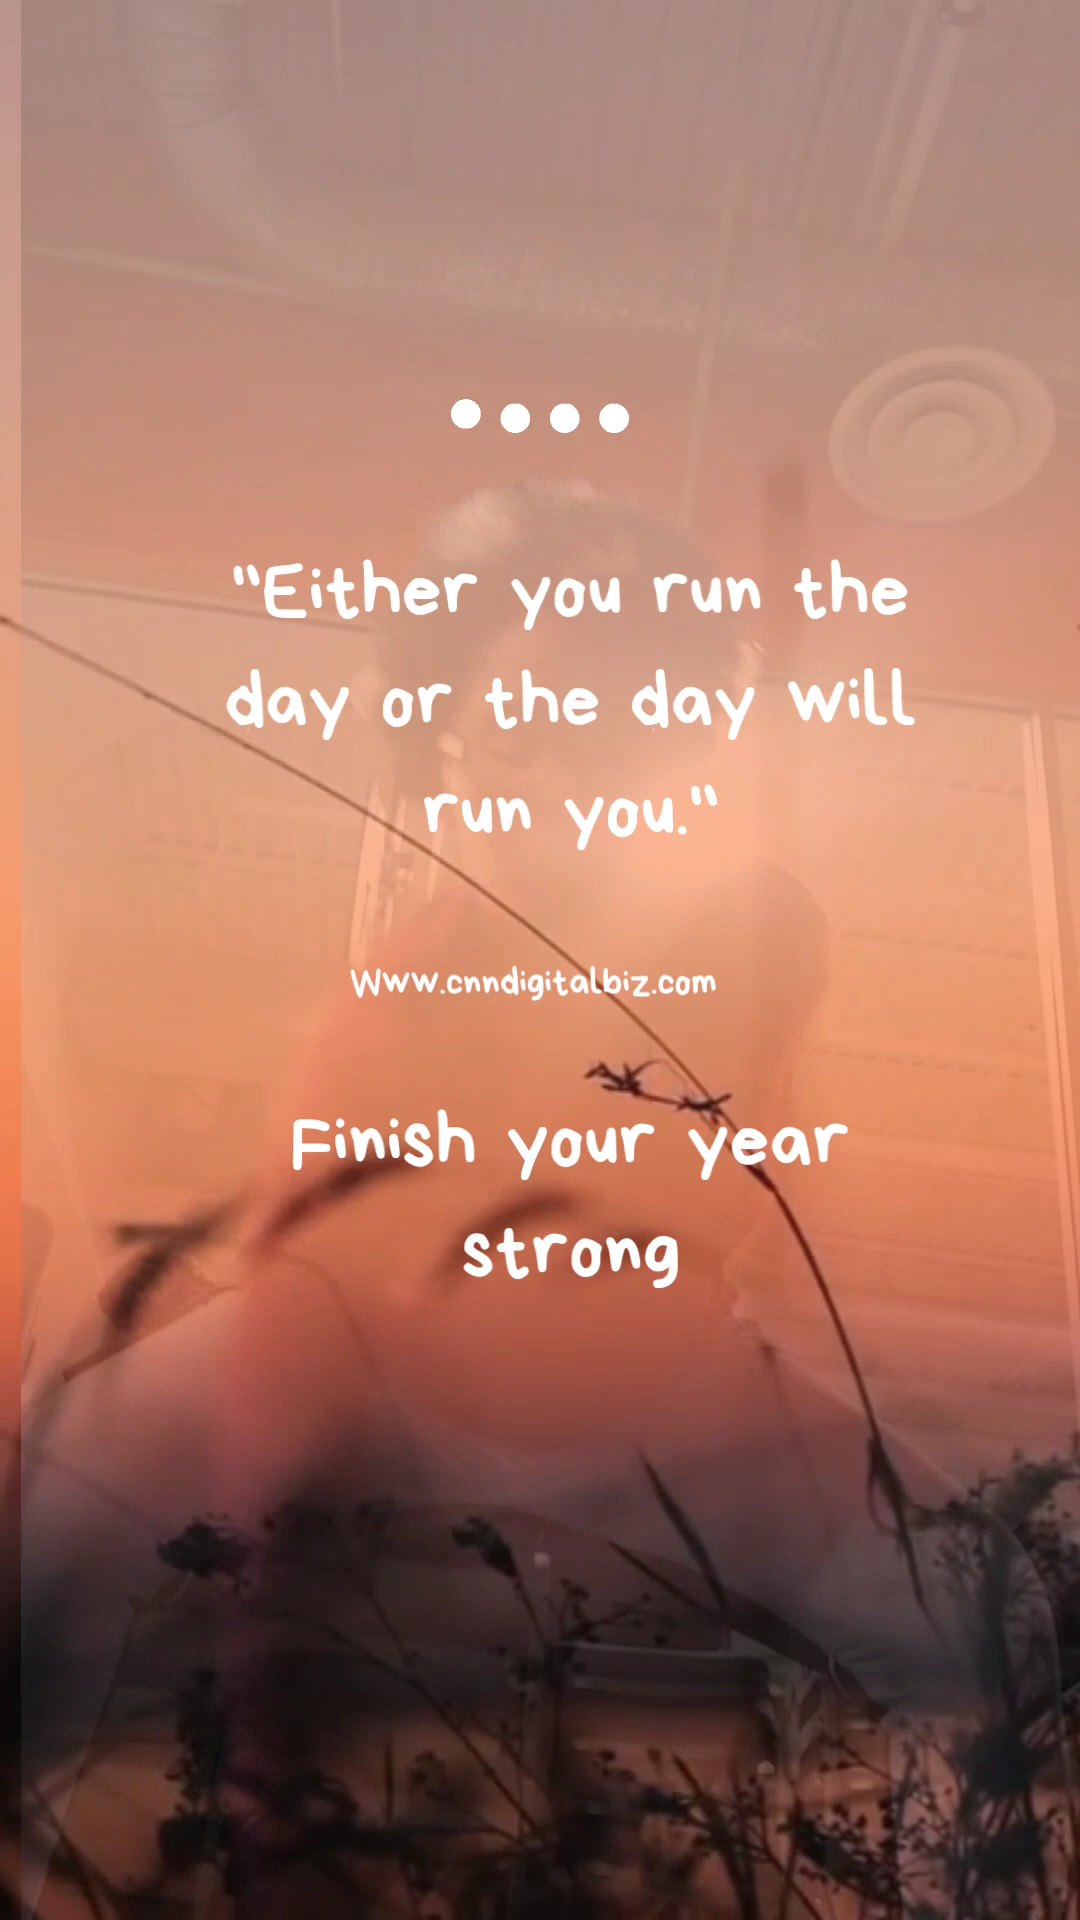 "Either you run the
day or the day will
run you."
Www.cnndigitalbiz.com
Finish your year
strong